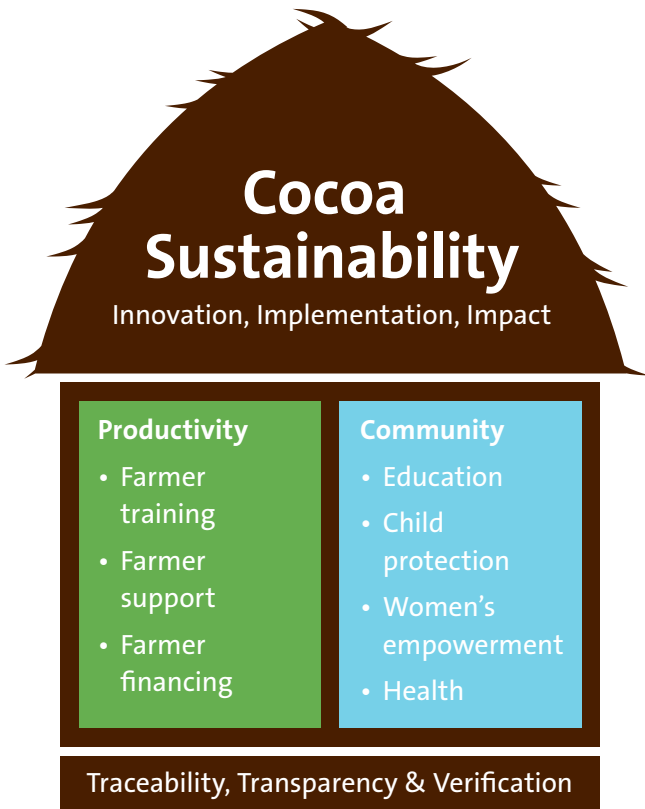 Cocoa
Sustainability
Innovation, Implementation, Impact
Productivity
• Farmer
training
• Farmer
support
• Farmer
financing
Community
• Education
• Child
protection
• Women's
empowerment
• Health
Traceability, Transparency & Verification